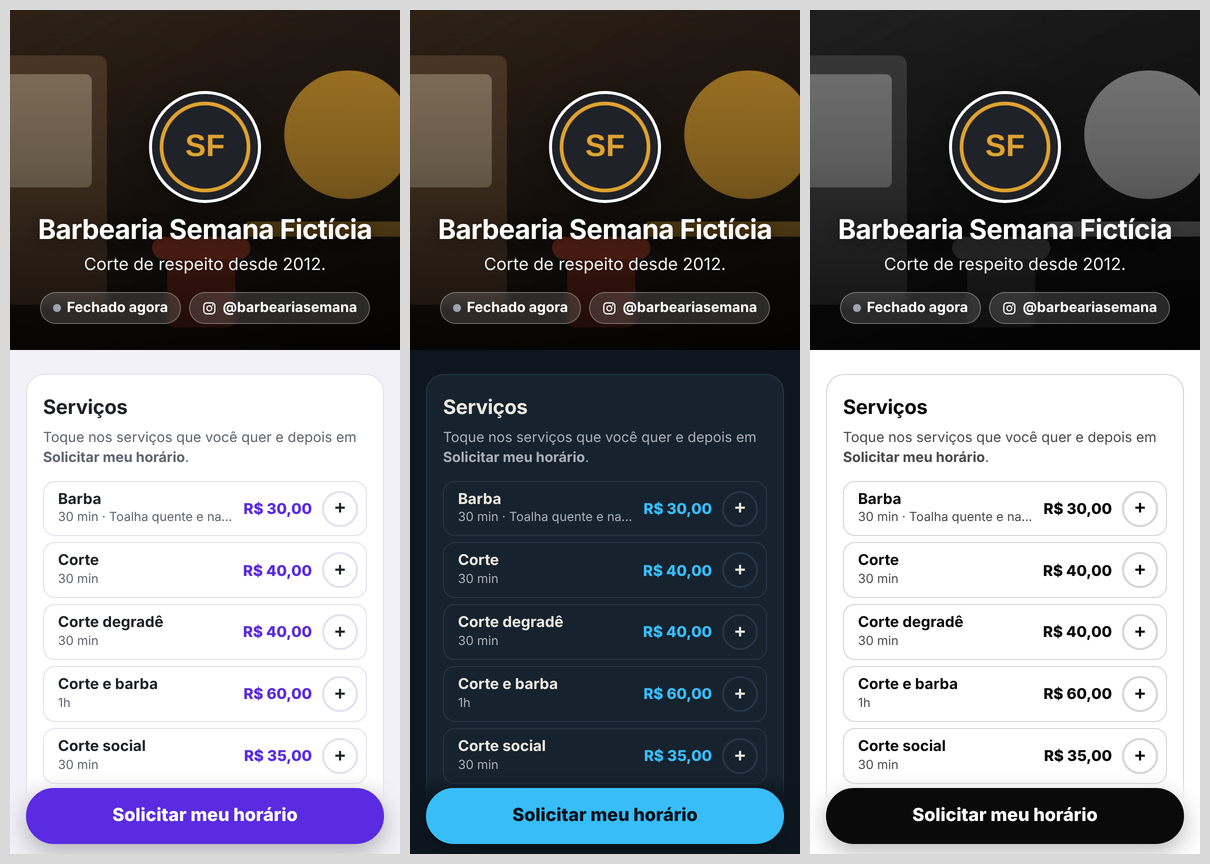 SF
Barbearia Semana Fictícia
Corte de respeito desde 2012.
Fechado agora
@barbeariasemana
Serviços
Toque nos serviços que você quer e depois em
Solicitar meu horário.
Barba
30 min · Toalha quente e na...
R$ 30,00
+
Corte
30 min
R$ 40,00
+
Corte degradê
30 min
R$ 40,00
+
Corte e barba
1h
R$ 60,00
+
Corte social
30 min
R$ 35,00
+
Solicitar meu horário
SF
Barbearia Semana Fictícia
Corte de respeito desde 2012.
Fechado agora
@barbeariasemana
Serviços
Toque nos serviços que você quer e depois em
Solicitar meu horário.
Barba
30 min · Toalha quente e na...
R$ 30,00
+
Corte
30 min
R$ 40,00
+
Corte degradê
30 min
R$ 40,00
+
Corte e barba
1h
R$ 60,00
+
Corte social
30 min
R$ 35,00
+
Solicitar meu horário
SF
Barbearia Semana Fictícia
Corte de respeito desde 2012.
Fechado agora
@barbeariasemana
Serviços
Toque nos serviços que você quer e depois em
Solicitar meu horário.
Barba
30 min · Toalha quente e na...
R$ 30,00
+
Corte
30 min
R$ 40,00
+
Corte degradê
30 min
R$ 40,00
+
Corte e barba
1h
R$ 60,00
+
Corte social
30 min
R$ 35,00
+
Solicitar meu horário